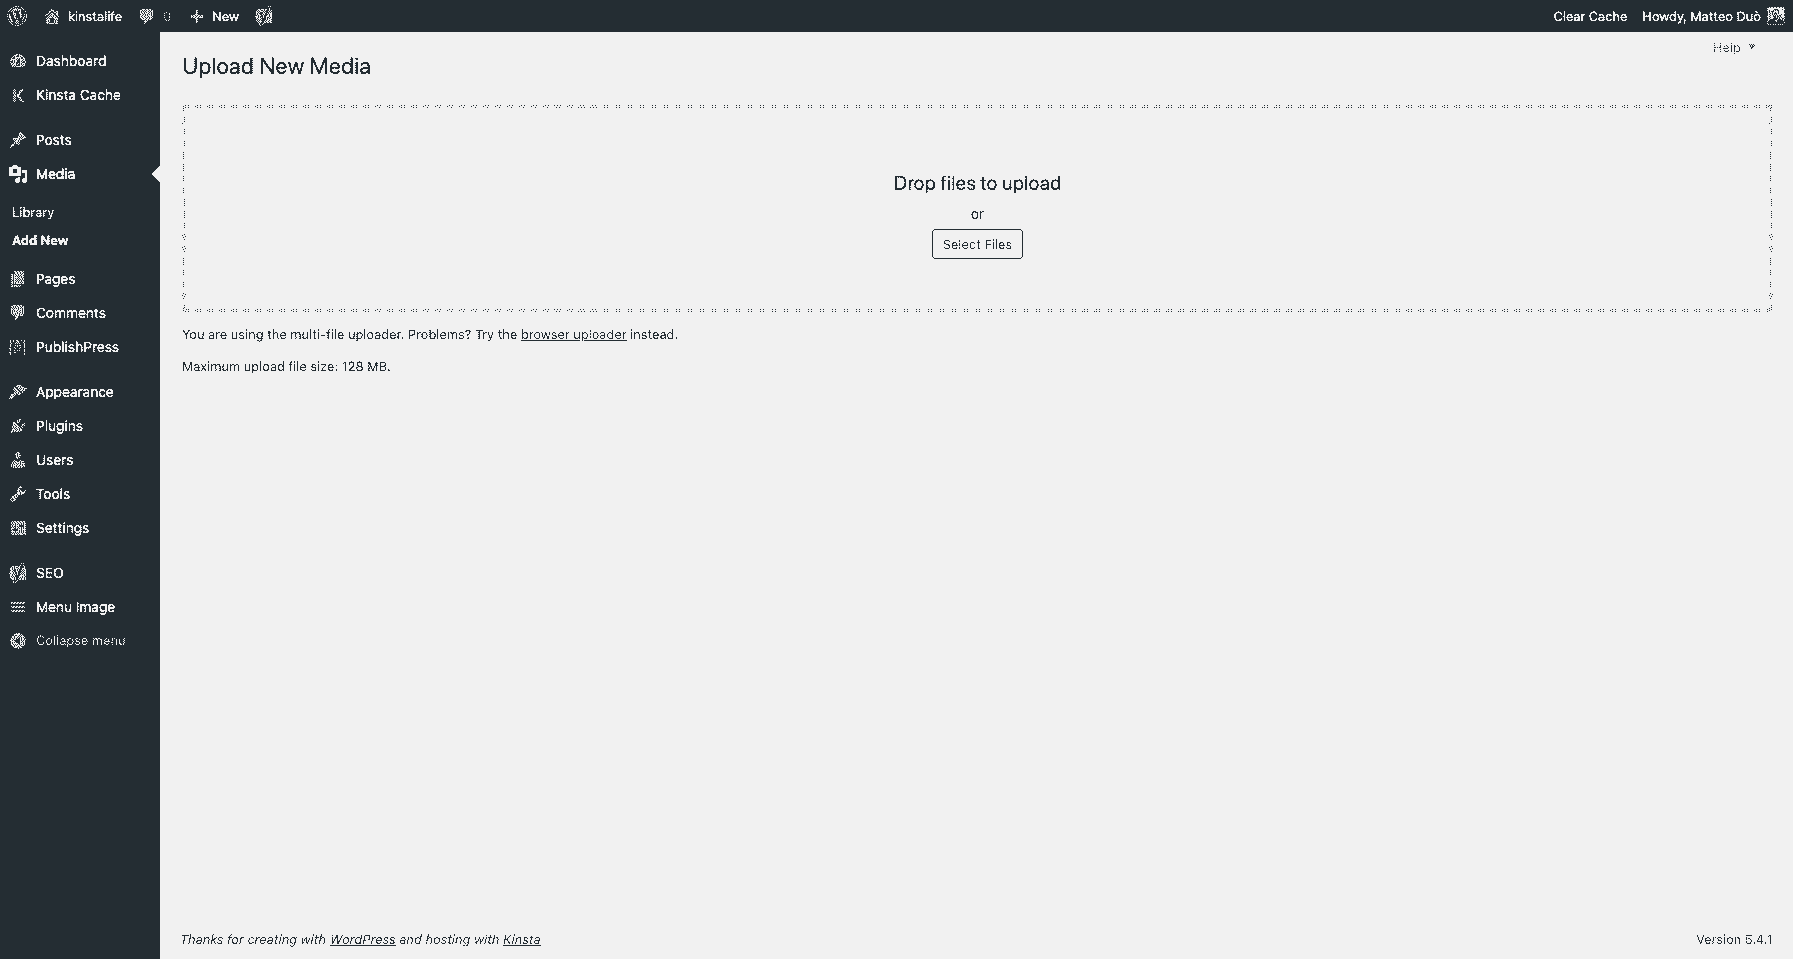 kinstalife
0
New
Clear Cache
Howdy, Matteo Duò
Dashboard
Kinsta Cache
Posts
Media
Library
Add New
Pages
Comments
PublishPress
Appearance
Plugins
Users
Tools
Settings
SEO
Menu Image
Collapse menu
Help
Upload New Media
Drop files to upload
or
Select Files
You are using the multi-file uploader. Problems? Try the browser uploader instead.
Maximum upload file size: 128 MB.
Thanks for creating with WordPress and hosting with Kinsta
Version 5.4.1